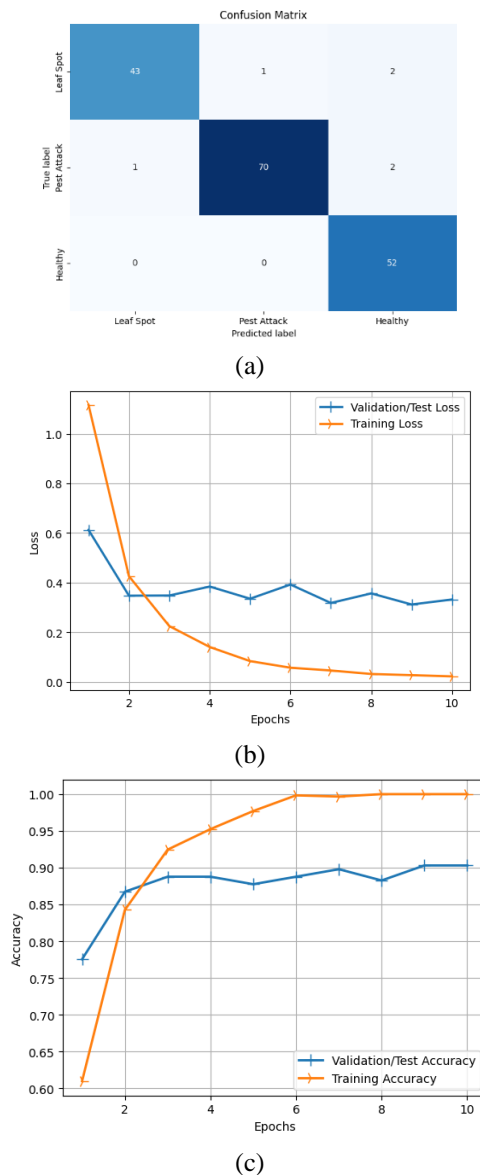 Confusion Matrix
Leaf Spot
43 1 2
True label
Pest Attack
1 70 2
Healthy
0 0 52
Leaf Spot Pest Attack Healthy
Predicted label
(a)
Validation/Test Loss
Training Loss
1.0
0.8
0.6
0.4
0.2
0.0
Loss
2 4 6 8 10
Epochs
(b)
1.00
0.95
0.90
0.85
0.80
0.75
0.70
0.65
0.60
Accuracy
Validation/Test Accuracy
Training Accuracy
2 4 6 8 10
Epochs
(c)